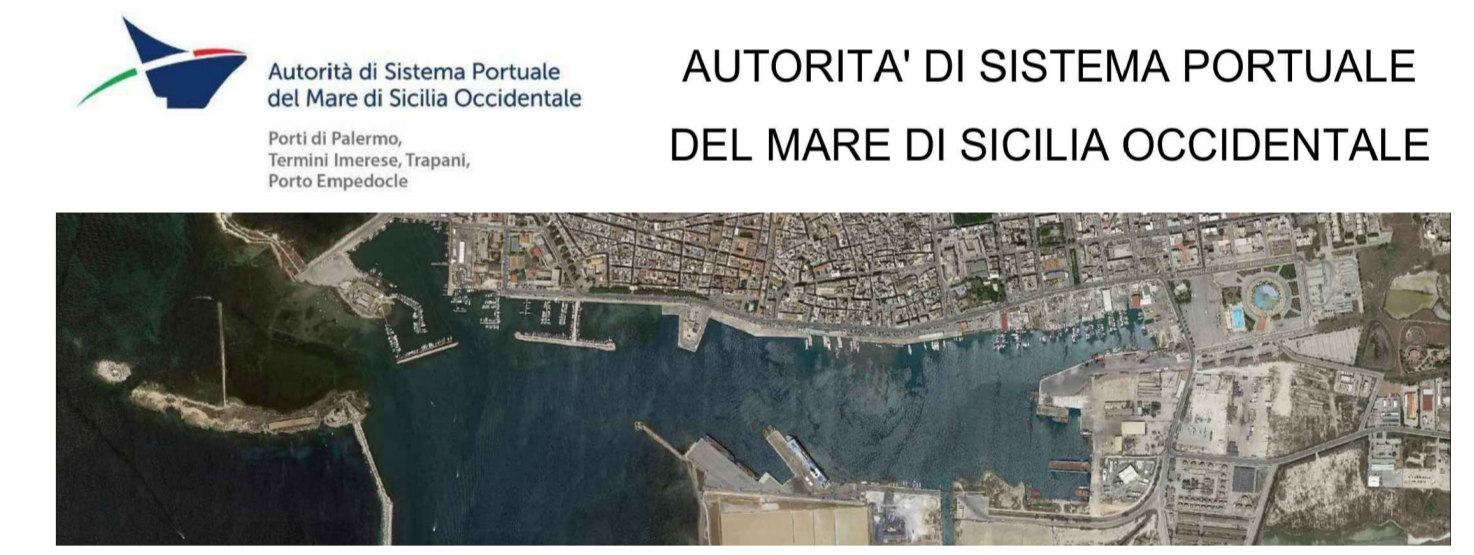 Autorità di Sistema Portuale
del Mare di Sicilia Occidentale
Porti di Palermo,
Termini Imerese, Trapani,
Porto Empedocle
AUTORITA' DI SISTEMA PORTUALE
DEL MARE DI SICILIA OCCIDENTALE